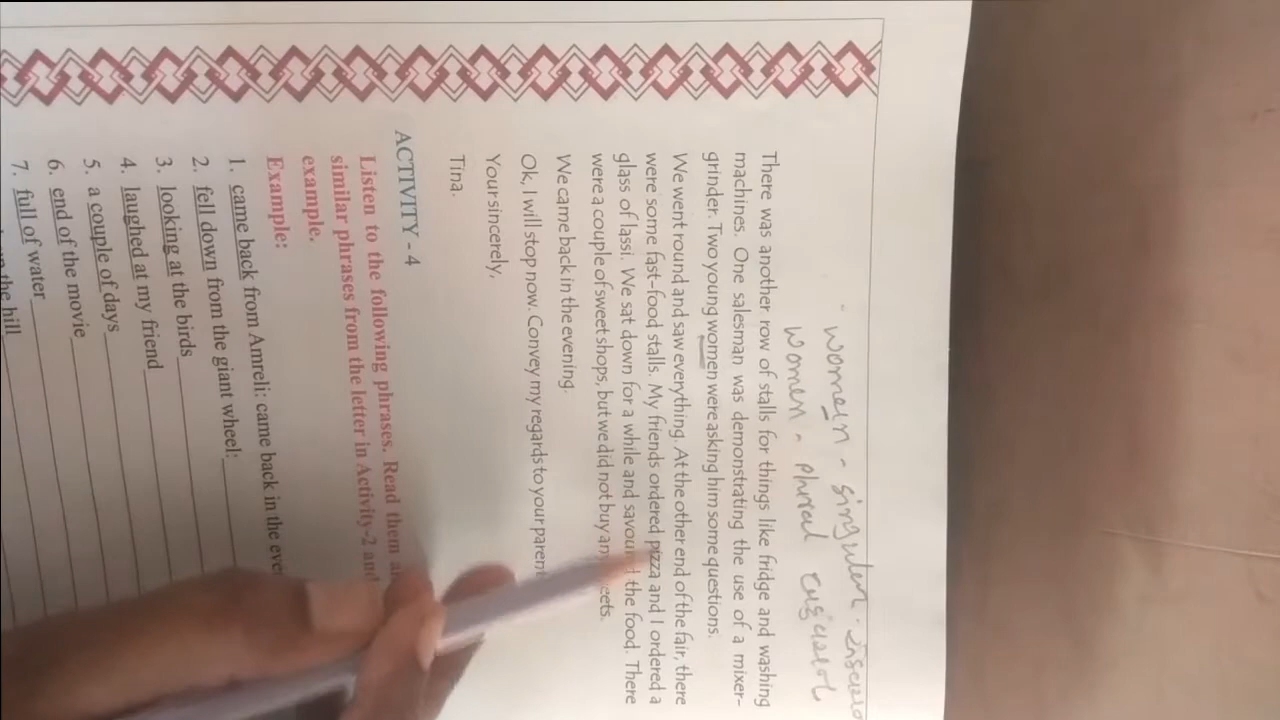 women - singular -
women - plural
There was another row of stalls for things like fridge and washing
machines. One salesman was demonstrating the use of a mixer-
grinder. Two young women were asking him some questions.
We went round and saw everything. At the other end of the fair, there
were some fast-food stalls. My friends ordered pizza and I ordered a
glass of lassi. We sat down for a while and the food. There
were a couple of sweet shops, but we did not buy
We came back in the evening.
Ok, I will stop now. Convey my regards to your parent
Your sincerely,
Tina.
ACTIVITY - 4
Listen to the following phrases. Read them
similar phrases from the letter in Activity-2 and
example.
Example:
1. came back from Amreli: came back in the
2. fell down from the giant wheel:
3. looking at the birds
4. laughed at my friend
5. a couple of days
6. end of the movie
7. full of water
the hill